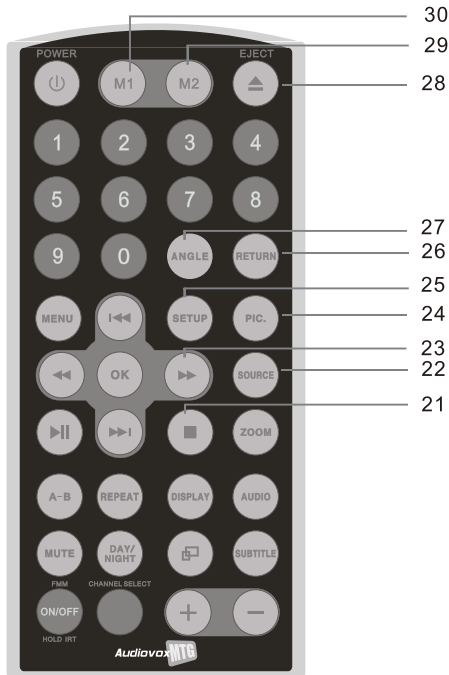 30
29
POWER EJECT
M1 M2
28
1 2 3 4
5 6 7 8
27
9 0 ANGLE RETURN
26
25
MENU SETUP PIC.
24
23
OK SOURCE
22
21
ZOOM
A-B REPEAT DISPLAY AUDIO
MUTE DAY/
NIGHT SUBTITLE
FMM CHANNEL SELECT
ON/OFF + −
HOLD IRT
Audiovox MTG